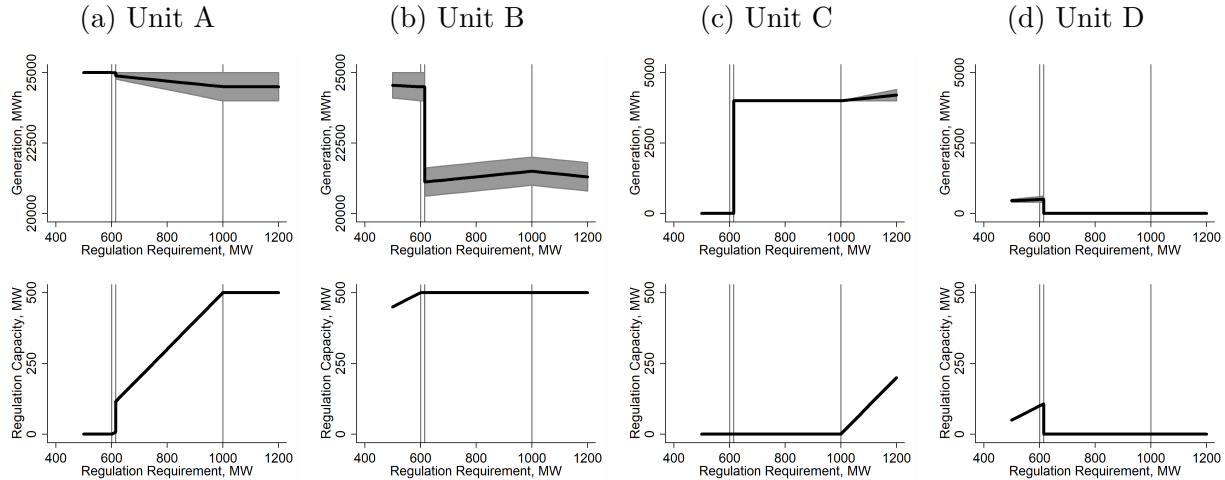 (a) Unit A
(b) Unit B
(c) Unit C
(d) Unit D
Generation, MWh
20000 22500 25000
400 600 800 1000 1200
Regulation Requirement, MW
Generation, MWh
20000 22500 25000
400 600 800 1000 1200
Regulation Requirement, MW
Generation, MWh
0 2500 5000
400 600 800 1000 1200
Regulation Requirement, MW
Generation, MWh
0 2500 5000
400 600 800 1000 1200
Regulation Requirement, MW
Regulation Capacity, MW
0 250 500
400 600 800 1000 1200
Regulation Requirement, MW
Regulation Capacity, MW
0 250 500
400 600 800 1000 1200
Regulation Requirement, MW
Regulation Capacity, MW
0 250 500
400 600 800 1000 1200
Regulation Requirement, MW
Regulation Capacity, MW
0 250 500
400 600 800 1000 1200
Regulation Requirement, MW